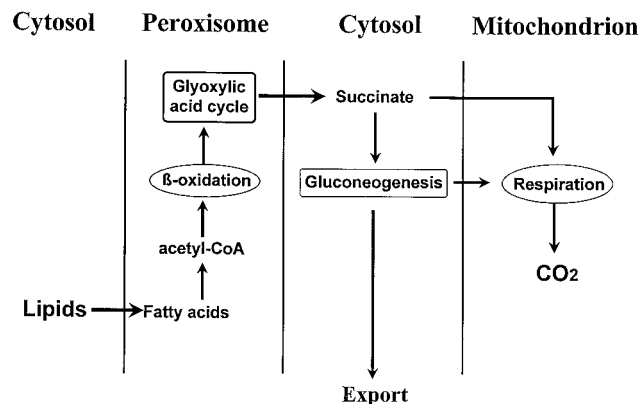 Cytosol Peroxisome Cytosol Mitochondrion
Glyoxylic
acid cycle
Succinate
ß-oxidation
Gluconeogenesis
Respiration
acetyl-CoA
CO2
Lipids
Fatty acids
Export